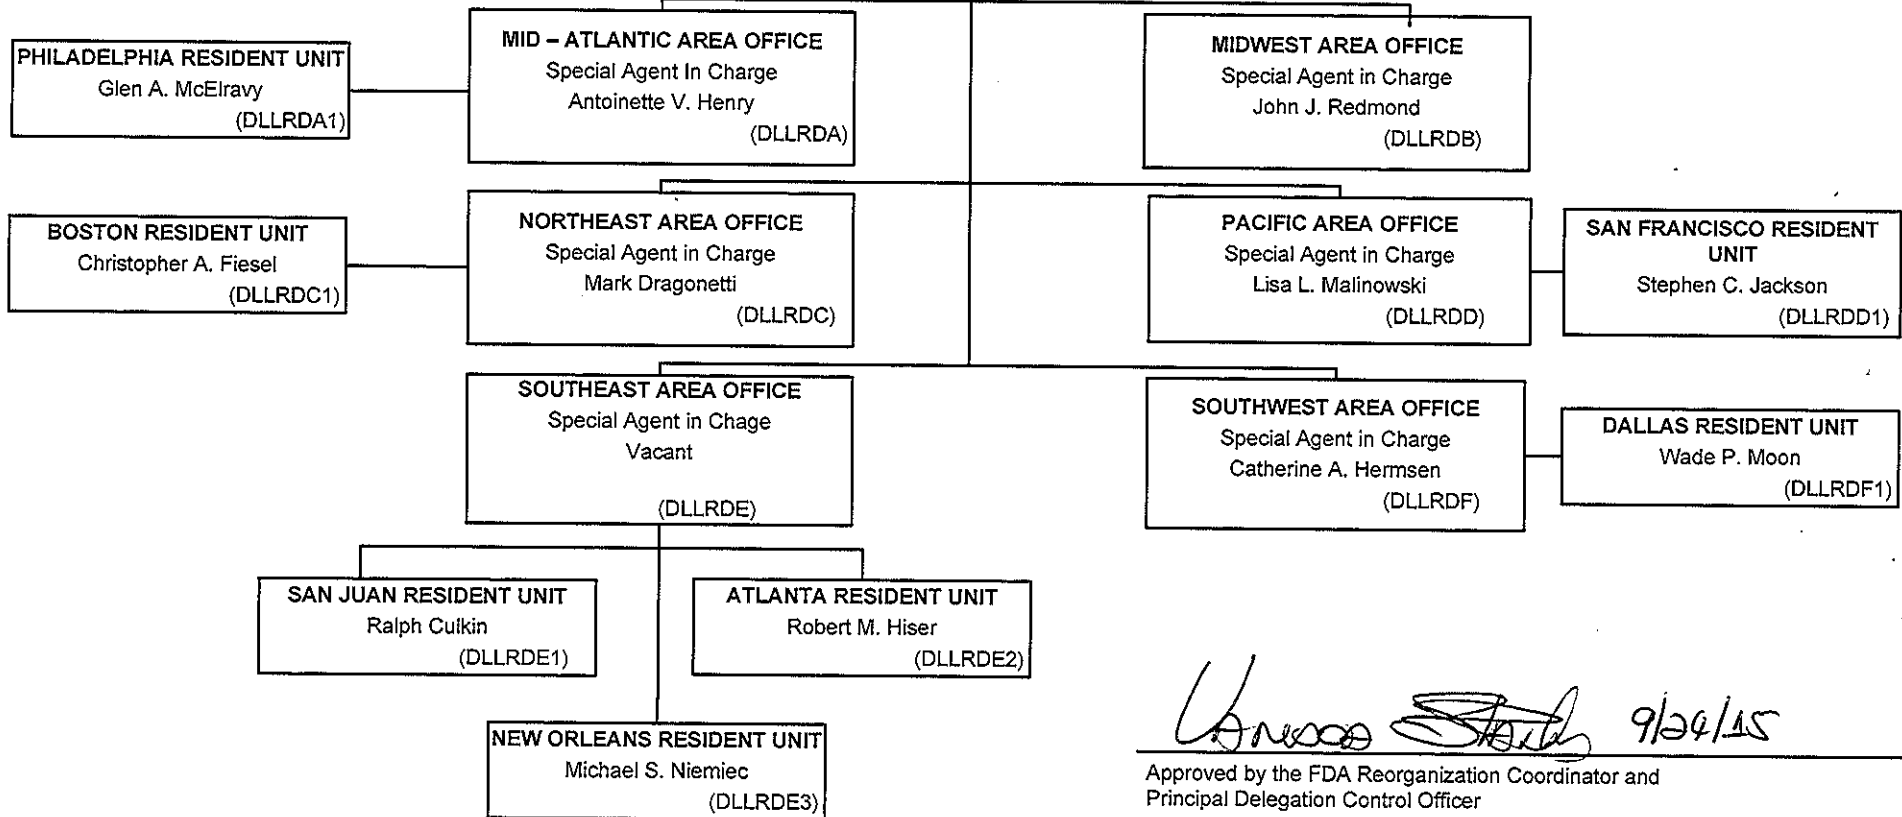 PHILADELPHIA RESIDENT UNIT
Glen A. McElravy
(DLLRDA1)
MID – ATLANTIC AREA OFFICE
Special Agent In Charge
Antoinette V. Henry
(DLLRDA)
MIDWEST AREA OFFICE
Special Agent in Charge
John J. Redmond
(DLLRDB)
BOSTON RESIDENT UNIT
Christopher A. Fiesel
(DLLRDC1)
NORTHEAST AREA OFFICE
Special Agent in Charge
Mark Dragonetti
(DLLRDC)
PACIFIC AREA OFFICE
Special Agent in Charge
Lisa L. Malinowski
(DLLRDD)
SAN FRANCISCO RESIDENT
UNIT
Stephen C. Jackson
(DLLRDD1)
SOUTHEAST AREA OFFICE
Special Agent in Chage
Vacant
(DLLRDE)
SOUTHWEST AREA OFFICE
Special Agent in Charge
Catherine A. Hermsen
(DLLRDF)
DALLAS RESIDENT UNIT
Wade P. Moon
(DLLRDF1)
SAN JUAN RESIDENT UNIT
Ralph Culkin
(DLLRDE1)
ATLANTA RESIDENT UNIT
Robert M. Hiser
(DLLRDE2)
NEW ORLEANS RESIDENT UNIT
Michael S. Niemiec
(DLLRDE3)
Vanessa 9/24/15
Approved by the FDA Reorganization Coordinator and
Principal Delegation Control Officer